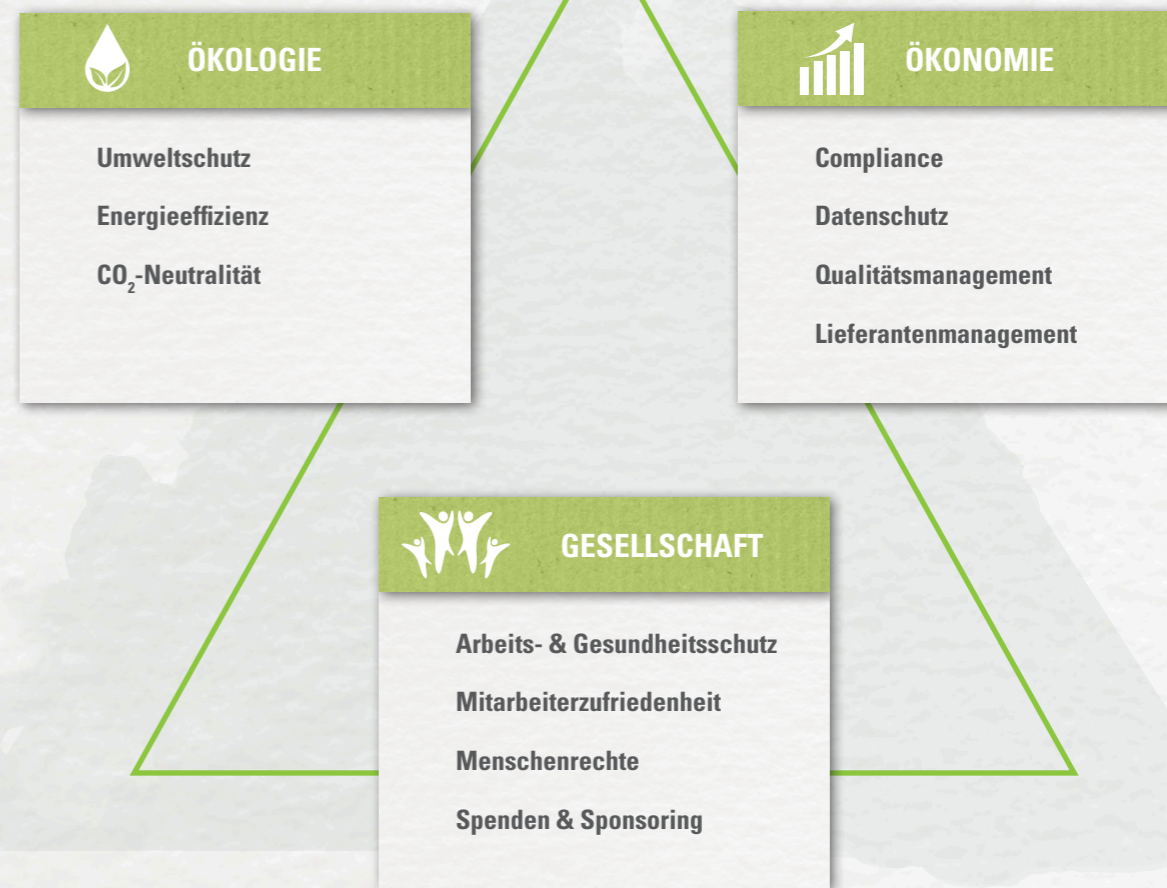 ÖKOLOGIE
Umweltschutz
Energieeffizienz
CO₂-Neutralität
ÖKONOMIE
Compliance
Datenschutz
Qualitätsmanagement
Lieferantenmanagement
GESELLSCHAFT
Arbeits- & Gesundheitsschutz
Mitarbeiterzufriedenheit
Menschenrechte
Spenden & Sponsoring